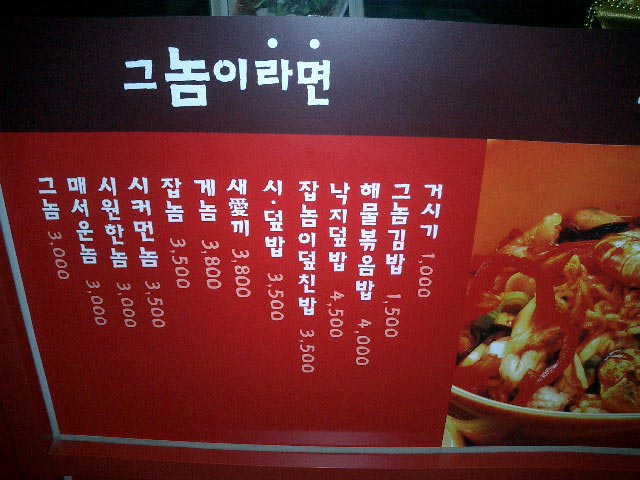 그놈이라면
그놈 3,000
매서운놈 3,000
시원한놈 3,000
시커먼놈 3,500
잡놈 3,500
게놈 3,800
새愛끼 3,800
시·덮밥 3,500
잡놈이덮친밥 3,500
낙지덮밥 4,500
해물볶음밥 4,000
그놈김밥 1,500
거시기 1,000